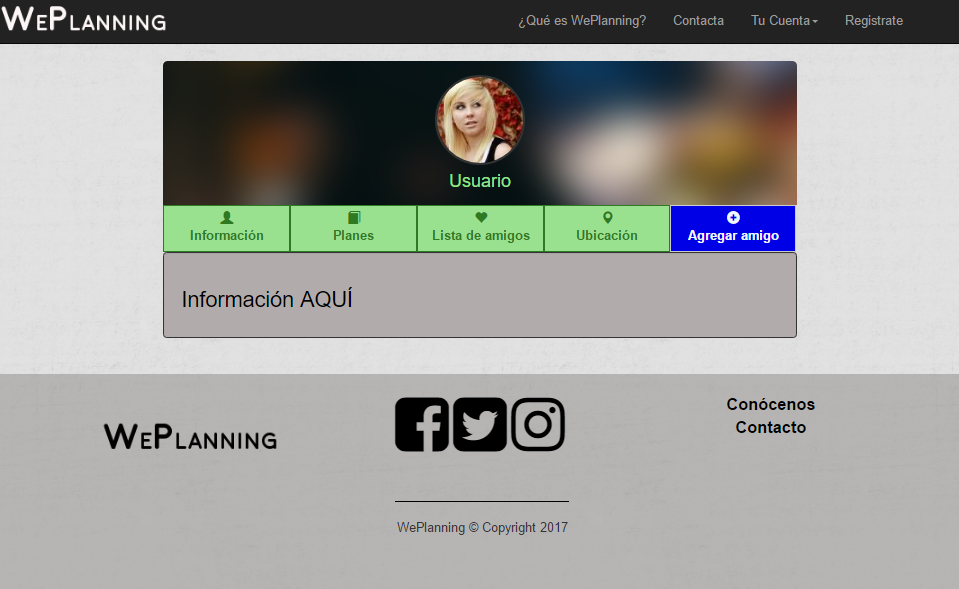 WePlanning
¿Qué es WePlanning? Contacta Tu Cuenta Registrate
Usuario
Información Planes Lista de amigos Ubicación Agregar amigo
Información AQUÍ
WePlanning
Conócenos
Contacto
WePlanning © Copyright 2017